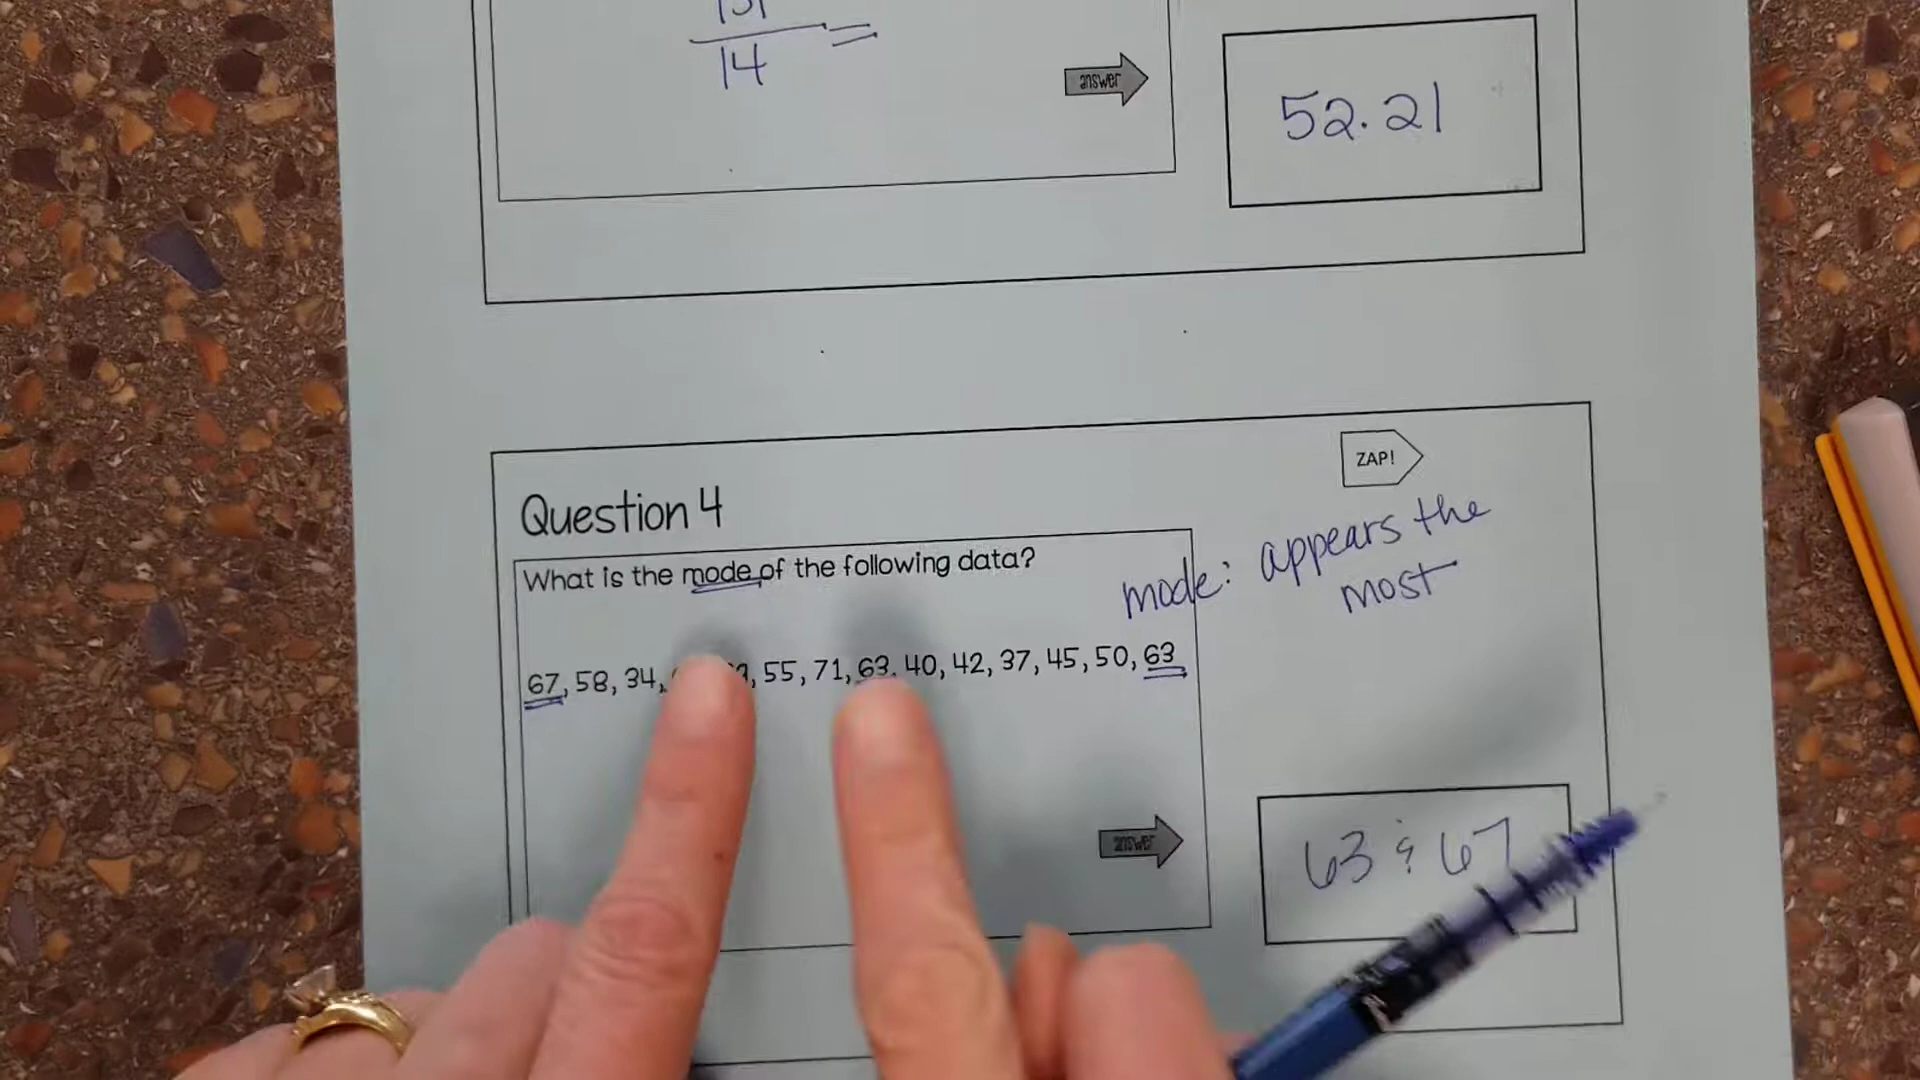 14 =
answer
52.21
Question 4
ZAP!
What is the mode of the following data?
mode: appears the
most
67, 58, 34, 55, 71, 63, 40, 42, 37, 45, 50, 63
answer
63 & 67